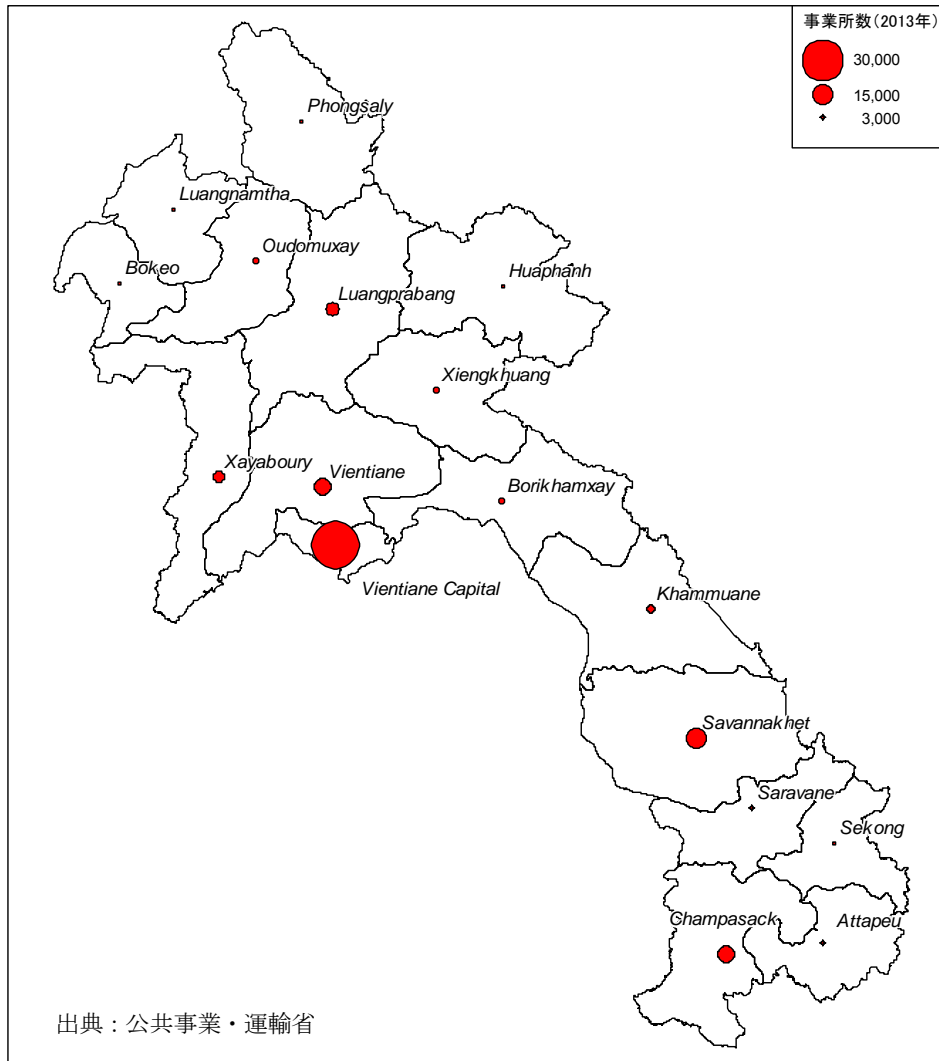 事業所数(2013年)
30,000
15,000
3,000
Phongsaly
Luangnamtha
Oudomuxay
Bokeo
Huaphanh
Luangprabang
Xiengkhuang
Xayaboury
Vientiane
Borikhamxay
Vientiane Capital
Khammuane
Savannakhet
Saravane
Sekong
Champasack
Attapeu
出典：公共事業・運輸省